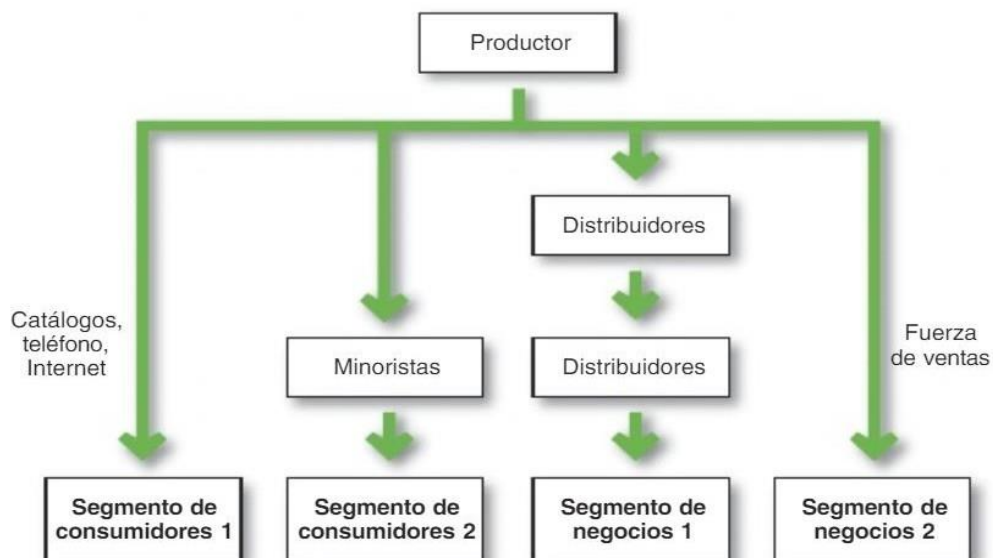 Productor
Distribuidores
Catálogos,
teléfono,
Internet
Minoristas
Distribuidores
Fuerza
de ventas
Segmento de
consumidores 1
Segmento de
consumidores 2
Segmento de
negocios 1
Segmento de
negocios 2